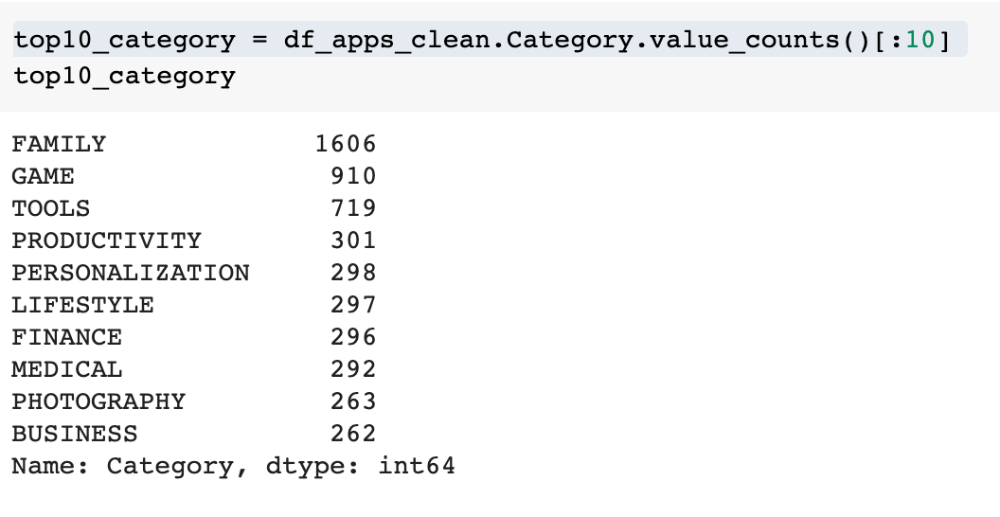 top10_category = df_apps_clean.Category.value_counts()[:10]
top10_category
FAMILY 1606
GAME 910
TOOLS 719
PRODUCTIVITY 301
PERSONALIZATION 298
LIFESTYLE 297
FINANCE 296
MEDICAL 292
PHOTOGRAPHY 263
BUSINESS 262
Name: Category, dtype: int64